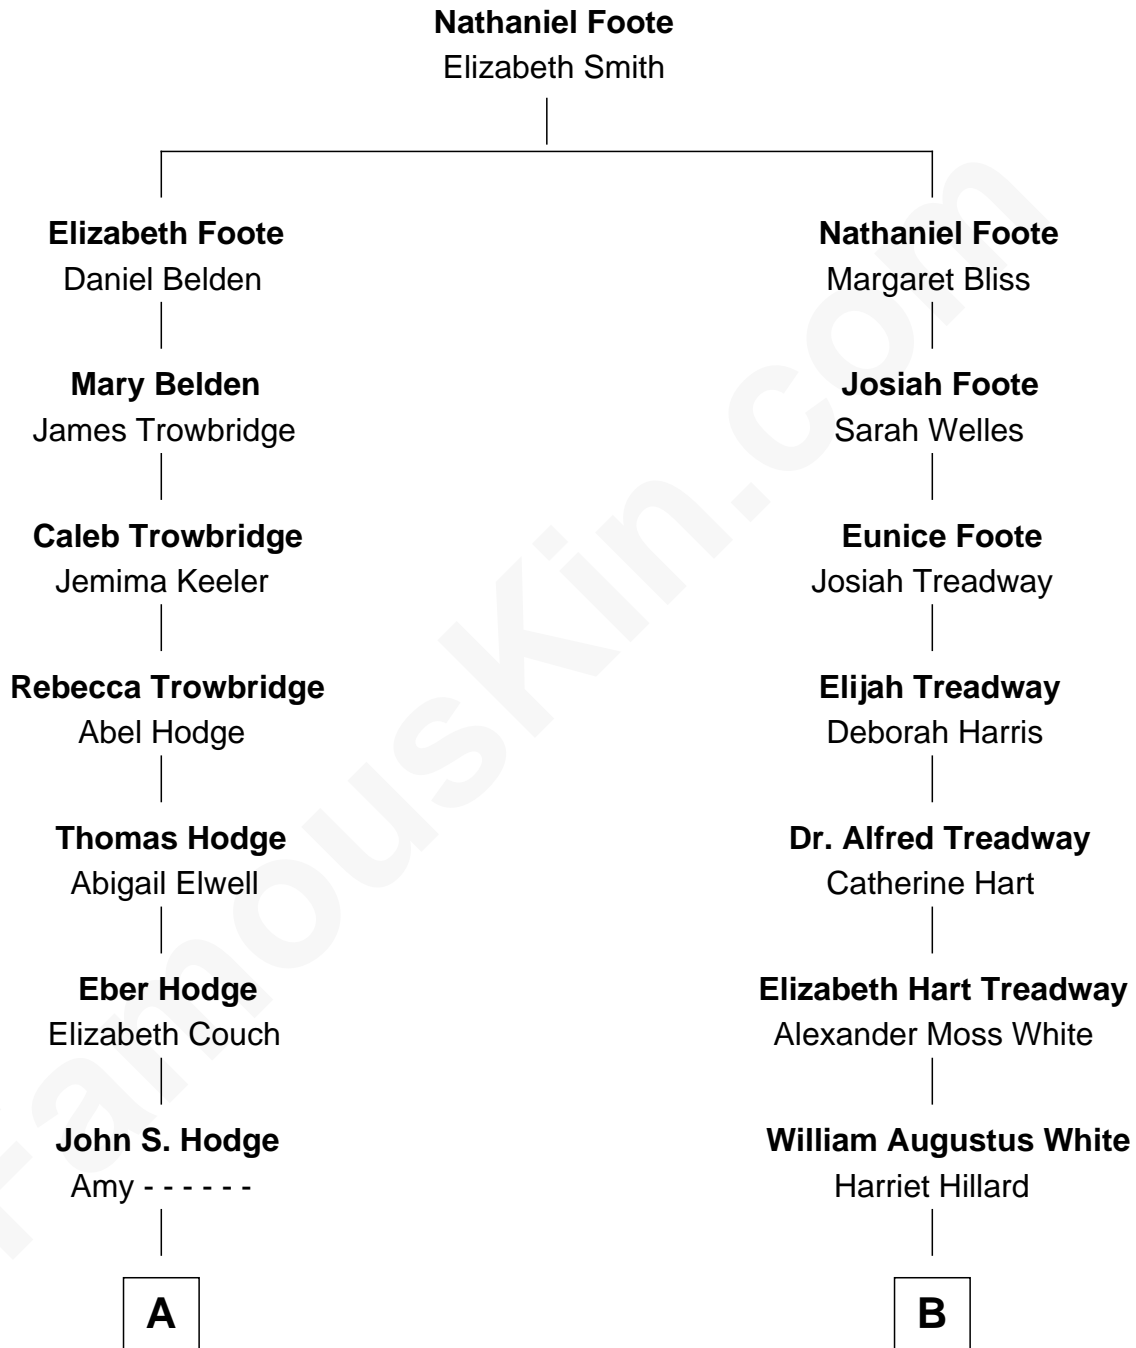 Nathaniel Foote
Elizabeth Smith
Elizabeth Foote
Daniel Belden
Mary Belden
James Trowbridge
Caleb Trowbridge
Jemima Keeler
Rebecca Trowbridge
Abel Hodge
Thomas Hodge
Abigail Elwell
Eber Hodge
Elizabeth Couch
John S. Hodge
Amy - - - - - -
A
Nathaniel Foote
Margaret Bliss
Josiah Foote
Sarah Welles
Eunice Foote
Josiah Treadway
Elijah Treadway
Deborah Harris
Dr. Alfred Treadway
Catherine Hart
Elizabeth Hart Treadway
Alexander Moss White
William Augustus White
Harriet Hillard
B
FamousKin.com